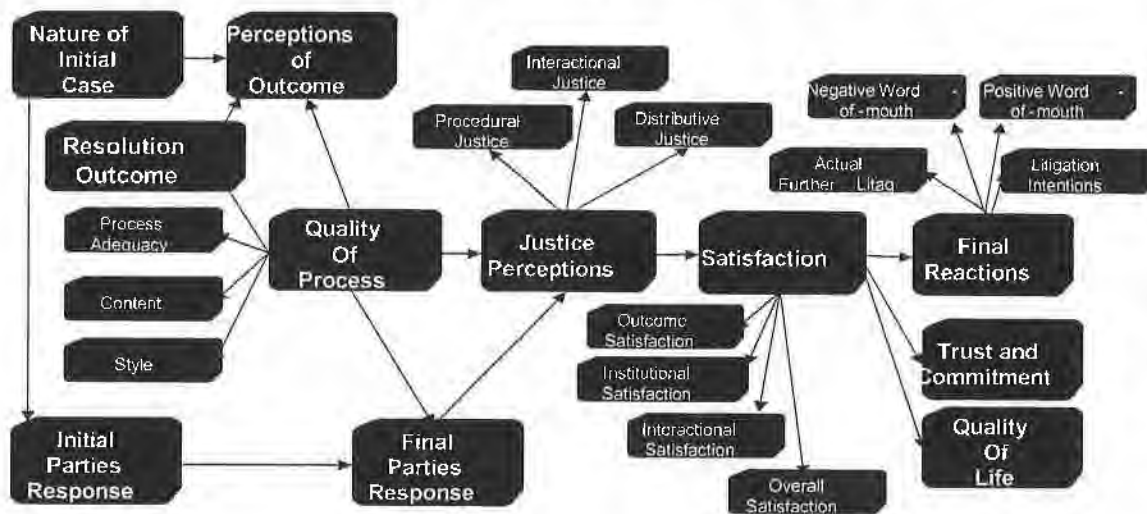 Nature of
Initial
Case
Perceptions
of
Outcome
Interactional
Justice
Procedural
Justice
Distributive
Justice
Negative Word -
of -mouth
Positive Word -
of -mouth
Actual
Further Litag
Litigation
Intentions
Resolution
Outcome
Process
Adequacy
Content
Style
Quality
Of
Process
Justice
Perceptions
Satisfaction
Final
Reactions
Outcome
Satisfaction
Institutional
Satisfaction
Interactional
Satisfaction
Overall
Satisfaction
Trust and
Commitment
Quality
Of
Life
Initial
Parties
Response
Final
Parties
Response